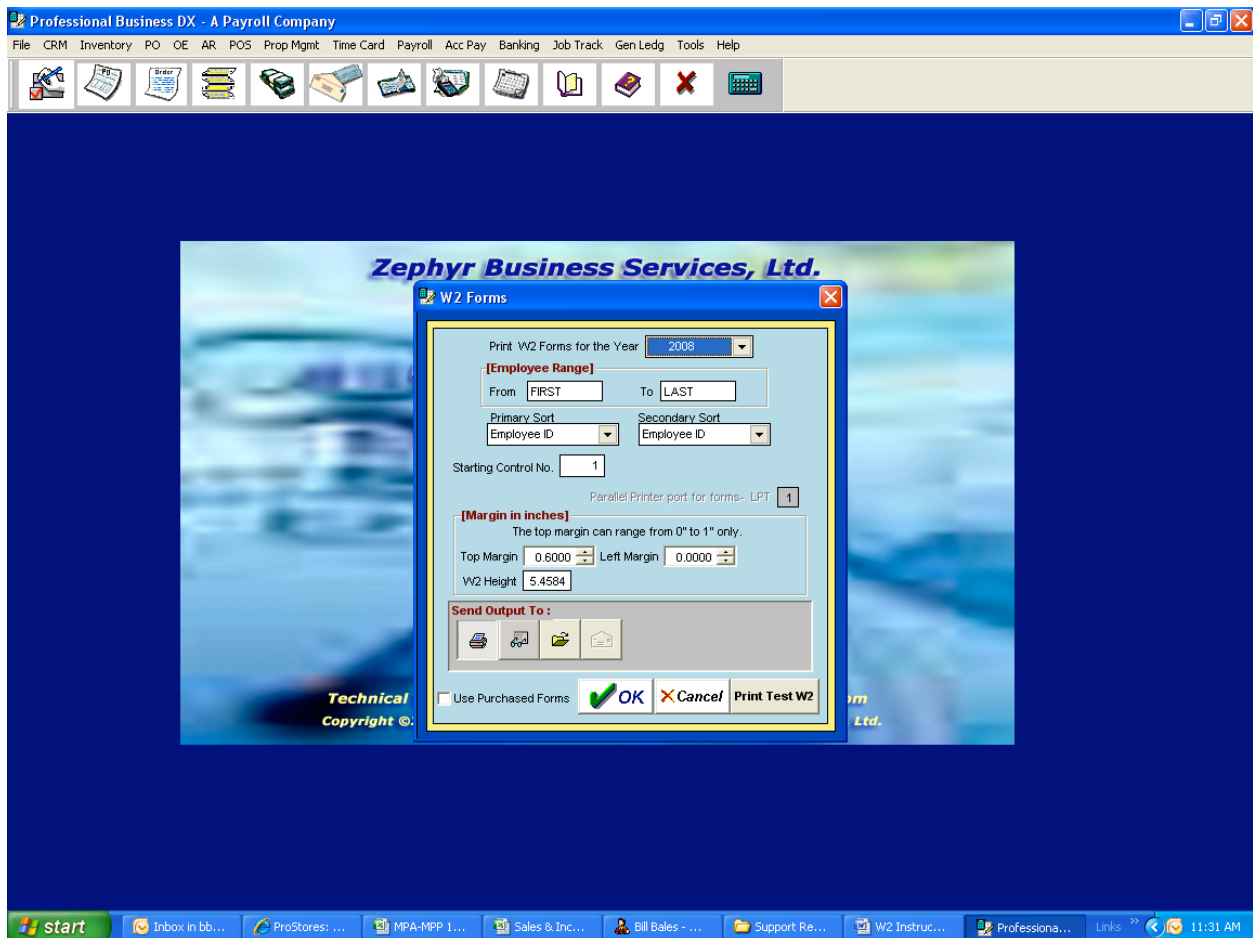 Professional Business DX - A Payroll Company
File CRM Inventory PO OE AR POS Prop Mgmt Time Card Payroll Acc Pay Banking Job Track Gen Ledg Tools Help
Zephyr Business Services, Ltd.
W2 Forms
Print W2 Forms for the Year 2008
[Employee Range]
From FIRST To LAST
Primary Sort Secondary Sort
Employee ID Employee ID
Starting Control No. 1
Parallel Printer port for forms- LPT 1
[Margin in inches]
The top margin can range from 0" to 1" only.
Top Margin 0.6000 Left Margin 0.0000
W2 Height 5.4584
Send Output To :
Use Purchased Forms OK Cancel Print Test W2
Technical om
Copyright ©: Ltd.
start Inbox in bb... ProStores: ... MPA-MPP 1... Sales & Inc... Bill Bales - ... Support Re... W2 Instruc... Professiona... Links » 11:31 AM